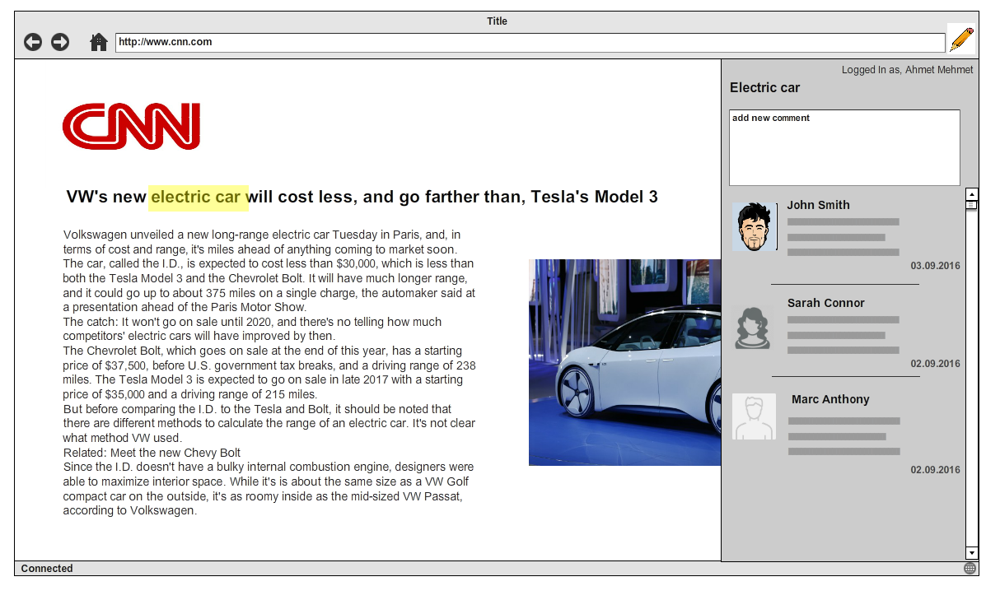 Title
http://www.cnn.com
Logged In as, Ahmet Mehmet
Electric car
add new comment
CNN
VW's new electric car will cost less, and go farther than, Tesla's Model 3
Volkswagen unveiled a new long-range electric car Tuesday in Paris, and, in
terms of cost and range, it's miles ahead of anything coming to market soon.
The car, called the I.D., is expected to cost less than $30,000, which is less than
both the Tesla Model 3 and the Chevrolet Bolt. It will have much longer range,
and it could go up to about 375 miles on a single charge, the automaker said at
a presentation ahead of the Paris Motor Show.
The catch: It won't go on sale until 2020, and there's no telling how much
competitors' electric cars will have improved by then.
The Chevrolet Bolt, which goes on sale at the end of this year, has a starting
price of $37,500, before U.S. government tax breaks, and a driving range of 238
miles. The Tesla Model 3 is expected to go on sale in late 2017 with a starting
price of $35,000 and a driving range of 215 miles.
But before comparing the I.D. to the Tesla and Bolt, it should be noted that
there are different methods to calculate the range of an electric car. It's not clear
what method VW used.
Related: Meet the new Chevy Bolt
Since the I.D. doesn't have a bulky internal combustion engine, designers were
able to maximize interior space. While it's is about the same size as a VW Golf
compact car on the outside, it's as roomy inside as the mid-sized VW Passat,
according to Volkswagen.
John Smith
03.09.2016
Sarah Connor
02.09.2016
Marc Anthony
02.09.2016
Connected